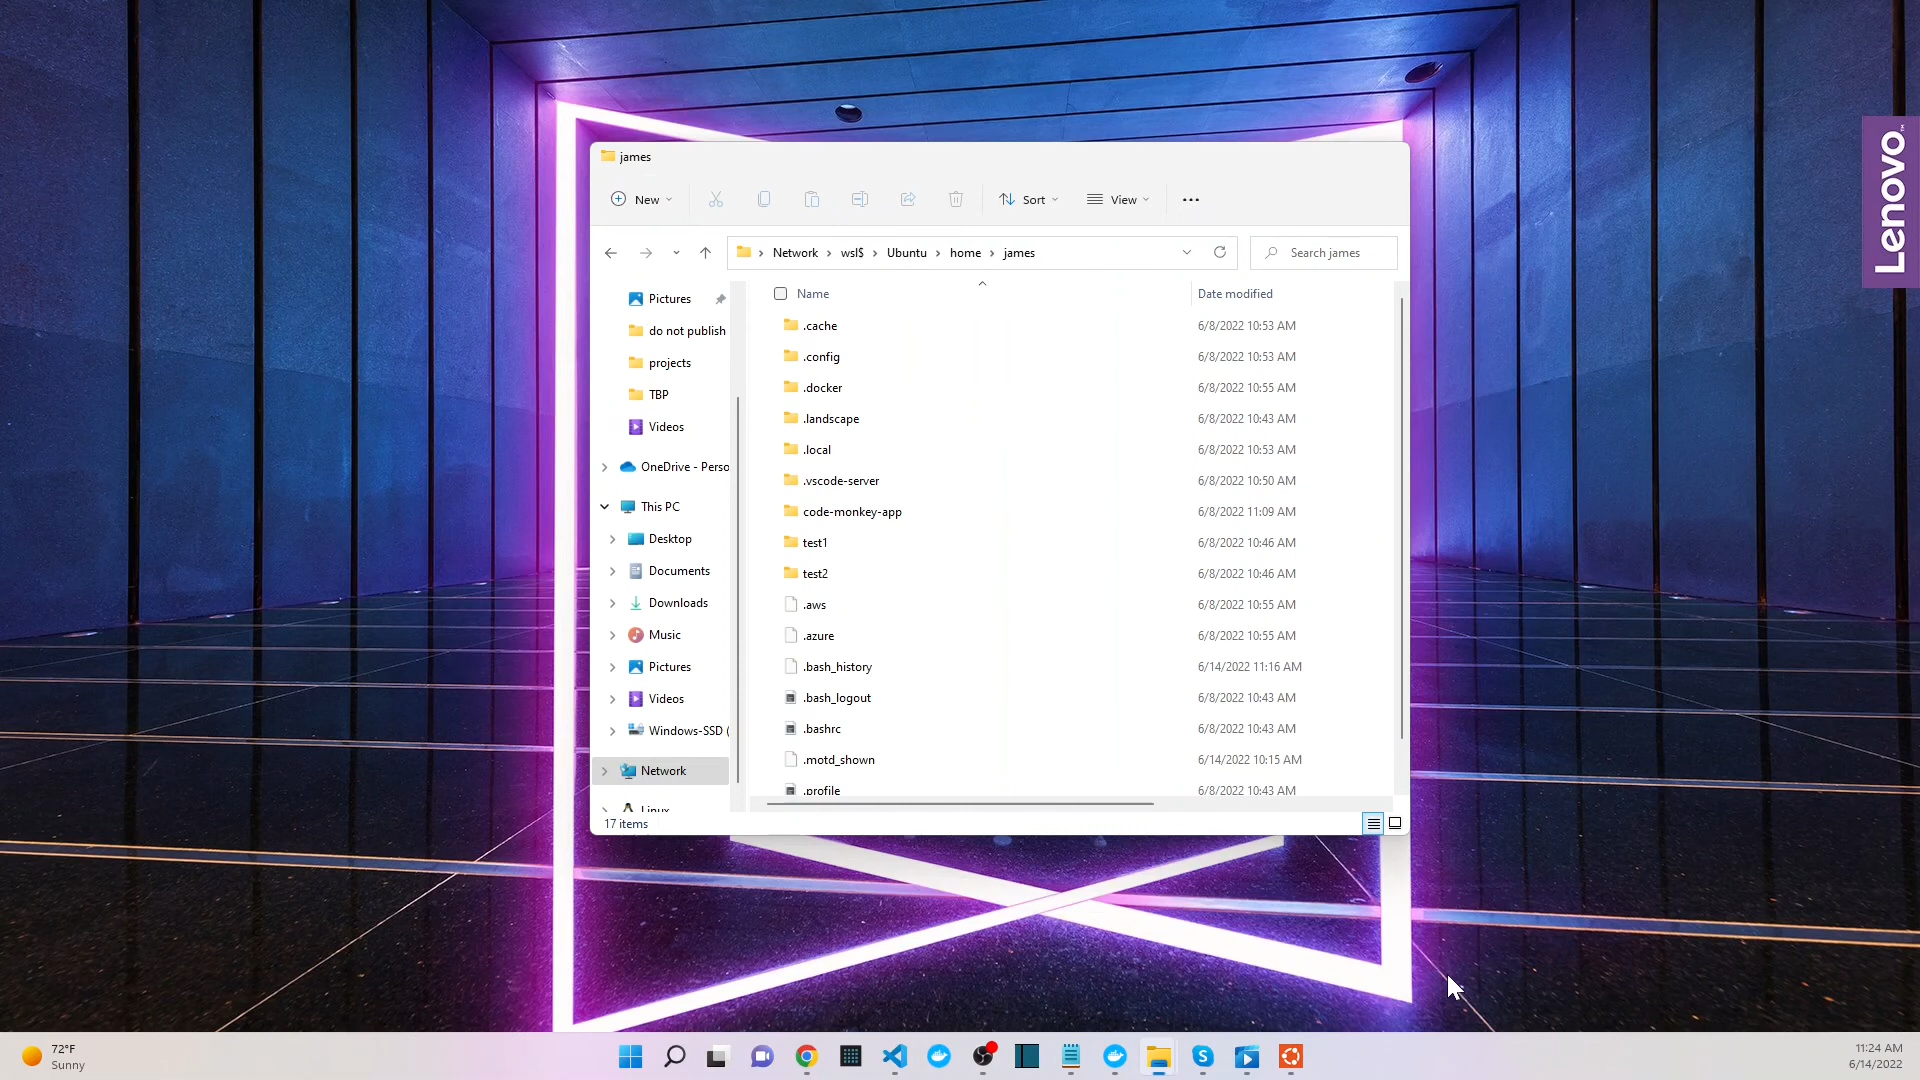 Lenovo™
james
New
Sort
View
Network
wsl$
Ubuntu
home
james
Search james
Pictures
do not publish
projects
TBP
Videos
OneDrive - Perso
This PC
Desktop
Documents
Downloads
Music
Pictures
Videos
Windows-SSD (
Network
Linux
Name Date modified
.cache 6/8/2022 10:53 AM
.config 6/8/2022 10:53 AM
.docker 6/8/2022 10:55 AM
.landscape 6/8/2022 10:43 AM
.local 6/8/2022 10:53 AM
.vscode-server 6/8/2022 10:50 AM
code-monkey-app 6/8/2022 11:09 AM
test1 6/8/2022 10:46 AM
test2 6/8/2022 10:46 AM
.aws 6/8/2022 10:55 AM
.azure 6/8/2022 10:55 AM
.bash_history 6/14/2022 11:16 AM
.bash_logout 6/8/2022 10:43 AM
.bashrc 6/8/2022 10:43 AM
.motd_shown 6/14/2022 10:15 AM
.profile 6/8/2022 10:43 AM
17 items
72°F
Sunny
S
11:24 AM
6/14/2022